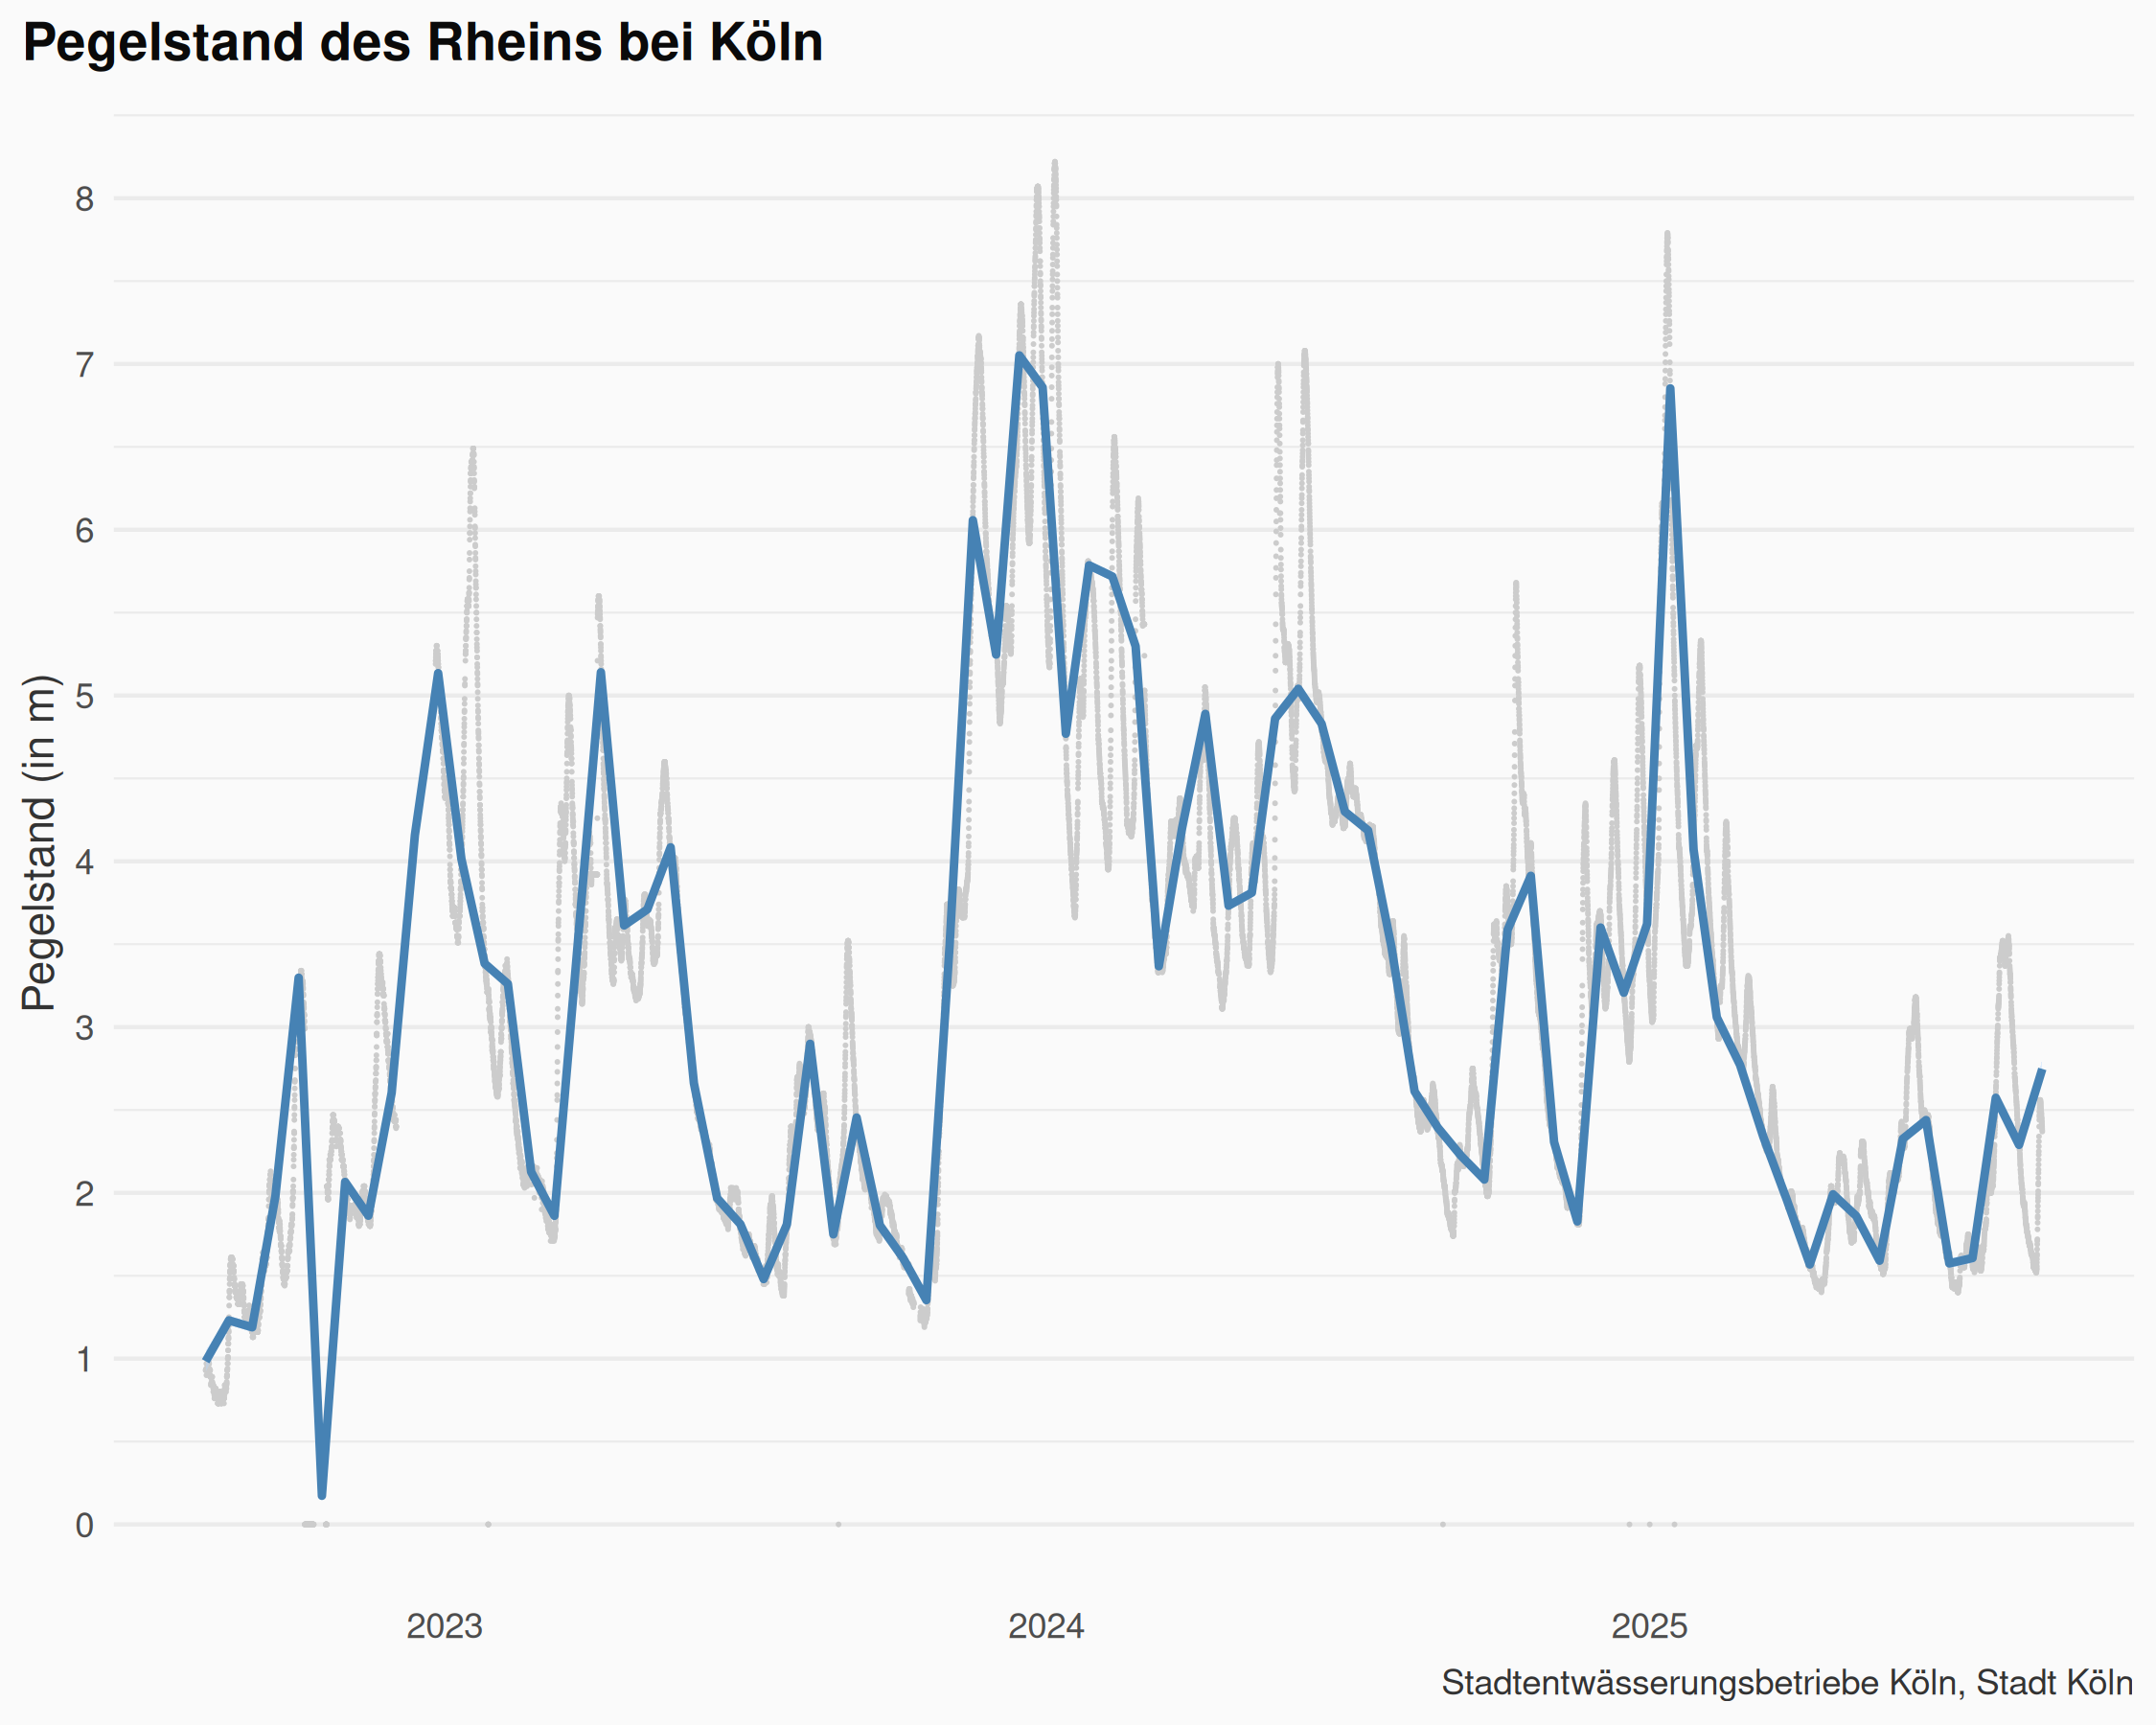 Pegelstand des Rheins bei Köln
Pegelstand (in m)
8
7
6
5
4
3
2
1
0
2023 2024 2025
Stadtentwässerungsbetriebe Köln, Stadt Köln